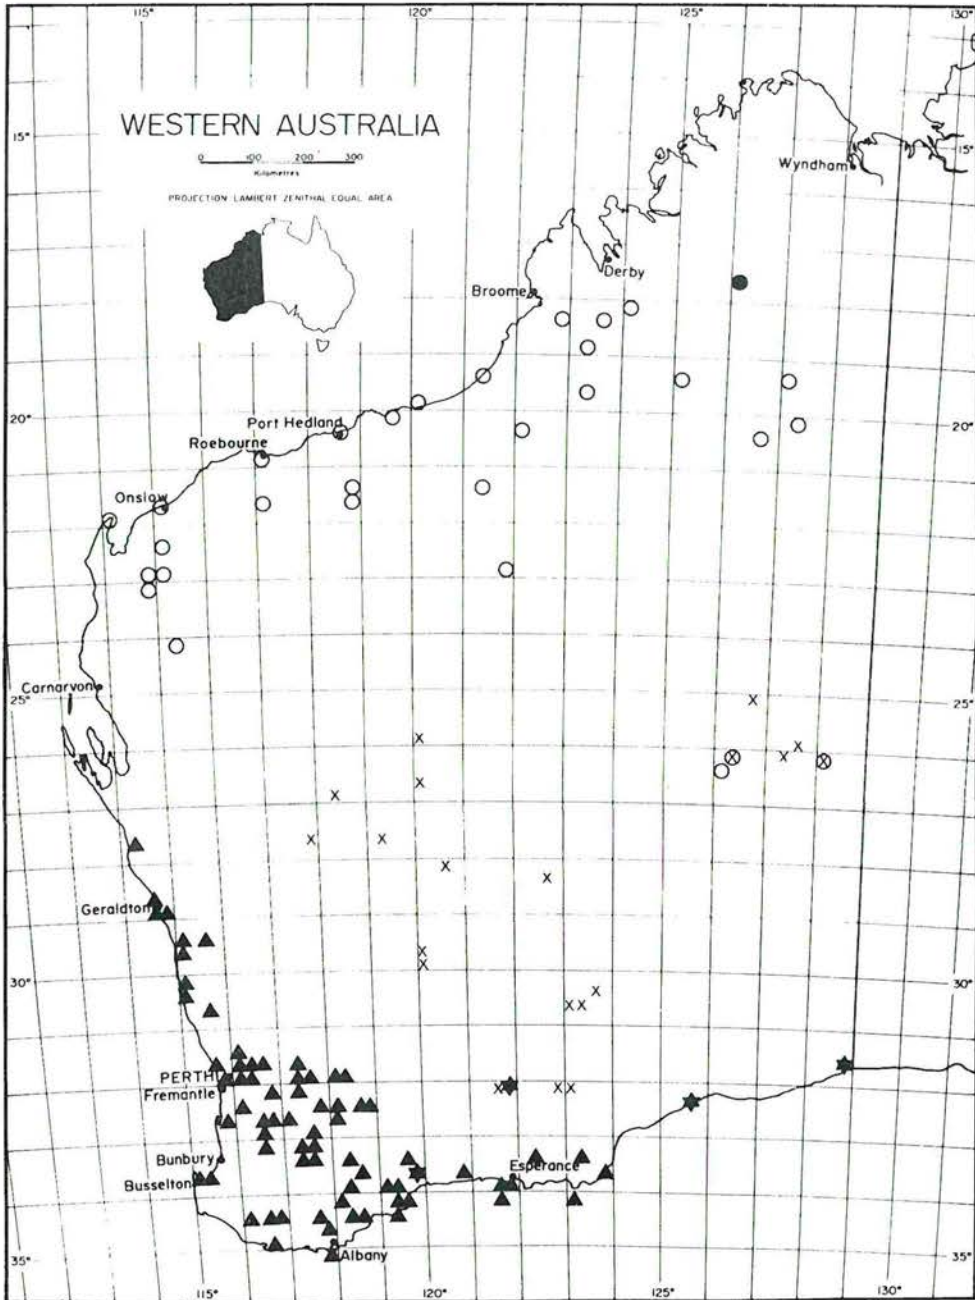 115° 120° 125° 130°
WESTERN AUSTRALIA
0 100 200 300
Kilometres
PROJECTION LAMBERT ZENITHAL EQUAL AREA
15° 15°
Wyndham
Derby
Broome
20° 20°
Port Hedland
Roebourne
Onslow
Carnarvon
25° 25°
Geraldton
30° 30°
PERTH
Fremantle
Bunbury
Busselton
Esperance
Albany
35° 35°
115° 120° 125° 130°